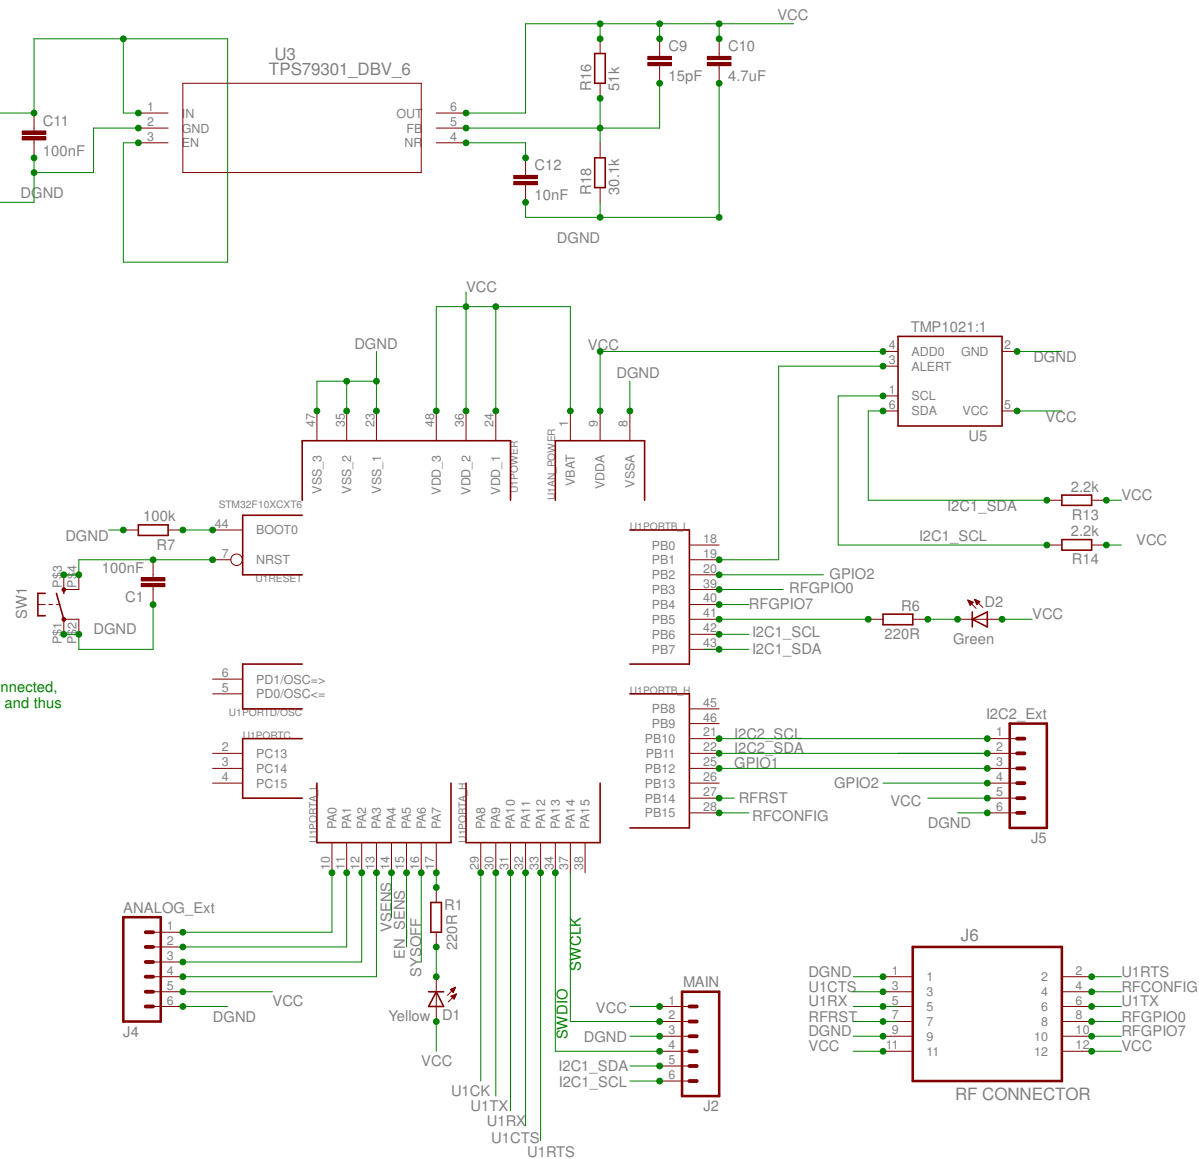 VCC
U3
TPS79301_DBV_6
C9
15pF
C10
4.7uF
R16
51k
C11
100nF
1
IN
2
GND
3
EN
OUT
6
FB
5
NR
4
C12
10nF
R18
30.1k
DGND
DGND
VCC
DGND
VCC
DGND
47
35
23
48
36
24
1
9
8
VSS_3
VSS_2
VSS_1
VDD_3
VDD_2
VDD_1
U1POWER
U1AN_POWER
VBAT
VDDA
VSSA
TMP1021:1
4
ADD0
GND
2
DGND
3
ALERT
1
SCL
6
SDA
VCC
5
VCC
U5
I2C1_SDA
2.2k
R13
VCC
I2C1_SCL
2.2k
R14
VCC
STM32F10XCXT6
DGND
100k
R7
44
BOOT0
7
NRST
U1RESET
100nF
C1
SW1
P$3
P$4
P$1
P$2
DGND
U1PORTB_L
PB0
18
PB1
19
PB2
20
GPIO2
PB3
39
RFGPIO0
PB4
40
RFGPIO7
PB5
41
R6
220R
D2
Green
VCC
PB6
42
I2C1_SCL
PB7
43
I2C1_SDA
nnected,
and thus
6
PD1/OSC=>
5
PD0/OSC<=
U1PORTD/OSC
U1PORTC
2
PC13
3
PC14
4
PC15
U1PORTB_H
PB8
45
PB9
46
PB10
21
I2C2_SCL
PB11
22
I2C2_SDA
PB12
25
GPIO1
PB13
26
PB14
27
RFRST
PB15
28
RFCONFIG
I2C2_Ext
1
2
3
GPIO2
4
VCC
5
DGND
6
J5
U1PORTA_L
PA0
PA1
PA2
PA3
PA4
PA5
PA6
PA7
U1PORTA_H
PA8
PA9
PA10
PA11
PA12
PA13
PA14
PA15
10
11
12
13
14
15
16
17
29
30
31
32
33
34
37
38
VSENS
EN_SENS
SYSOFF
R1
220R
Yellow
D1
VCC
SWCLK
SWDIO
ANALOG_Ext
1
2
3
4
5
VCC
6
DGND
J4
U1CK
U1TX
U1RX
U1CTS
U1RTS
MAIN
VCC
1
2
DGND
3
4
I2C1_SDA
5
I2C1_SCL
6
J2
J6
DGND
1
1
2
2
U1RTS
U1CTS
3
3
4
4
RFCONFIG
U1RX
5
5
6
6
U1TX
RFRST
7
7
8
8
RFGPIO0
DGND
9
9
10
10
RFGPIO7
VCC
11
11
12
12
VCC
RF CONNECTOR